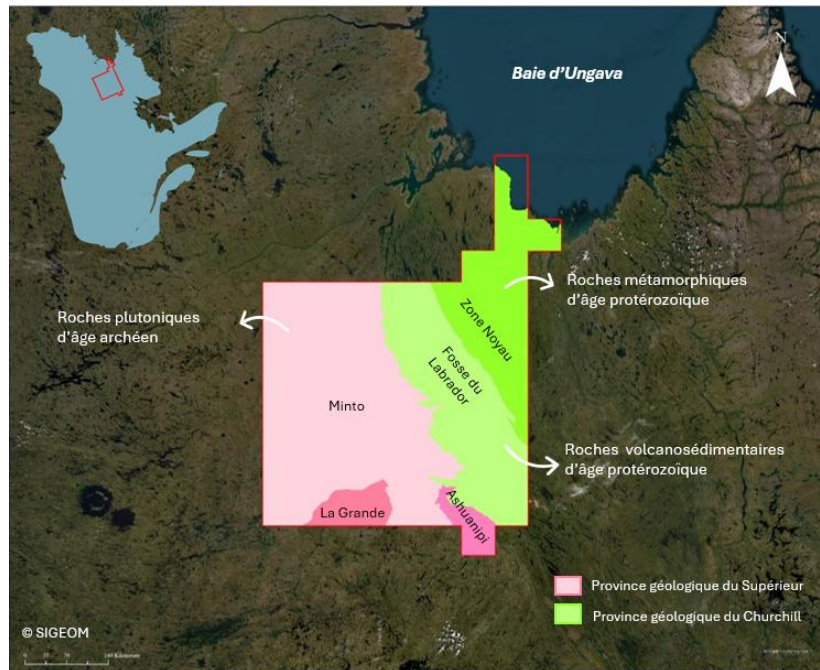 Baie d'Ungava
N
Roches métamorphiques
d'âge protérozoïque
Roches plutoniques
d'âge archéen
Zone Noyau
Fosse du
Labrador
Minto
Roches volcanosédimentaires
d'âge protérozoïque
La Grande
Ashuanipi
Province géologique du Supérieur
Province géologique du Churchill
© SIGEOM